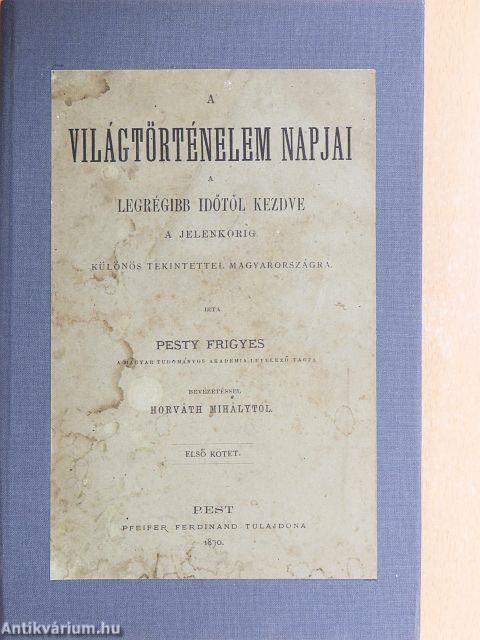 A
VILÁGTÖRTÉNELEM NAPJAI
A
LEGRÉGIBB IDŐTŐL KEZDVE
A JELENKORIG
KÜLÖNÖS TEKINTETTEL MAGYARORSZÁGRA.
IRTA
PESTY FRIGYES
A MAGYAR TUDOMÁNYOS AKADEMIA LEVELEZŐ TAGJA
BEVEZETÉSSEL
HORVÁTH MIHÁLYTÓL.
ELSŐ KÖTET.
PEST
PFEIFER FERDINAND TULAJDONA
1870.
Antikvárium.hu